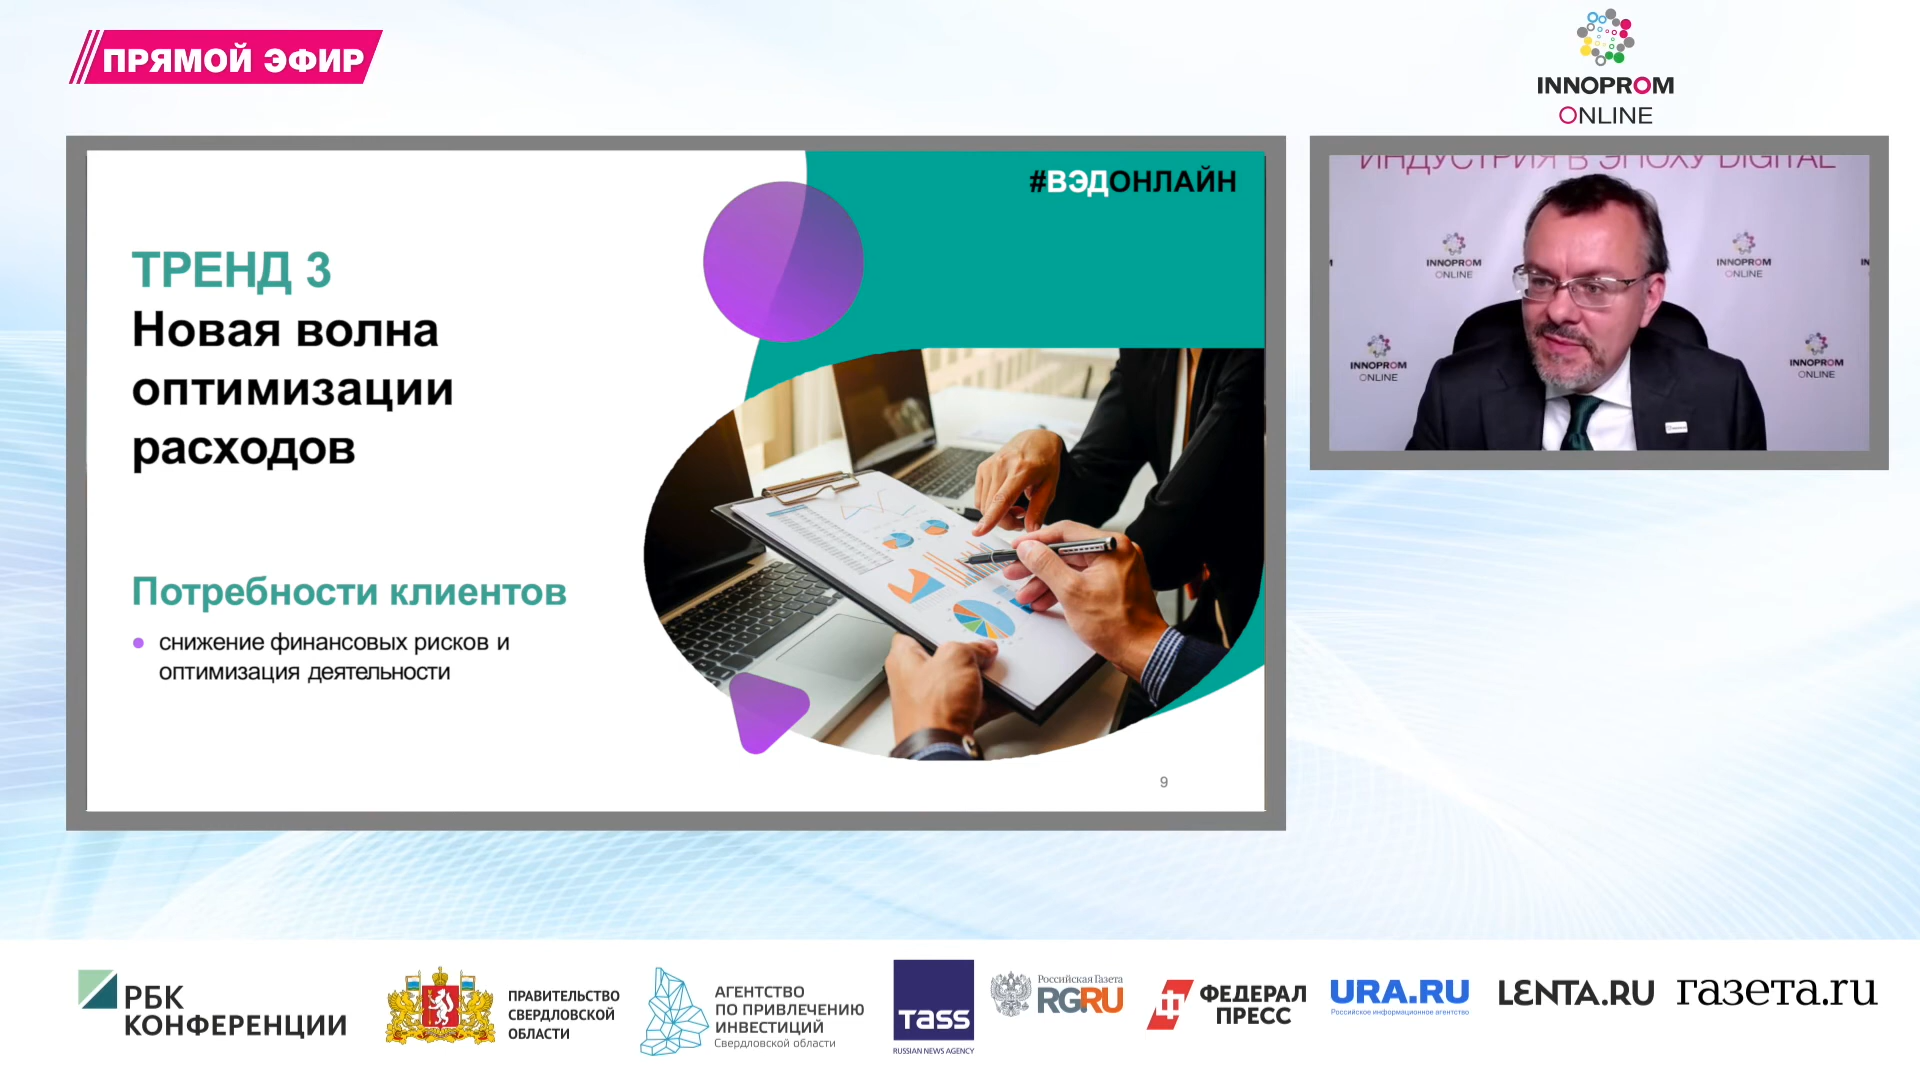 ПРЯМОЙ ЭФИР
INNOPROM
ONLINE
#ВЭДОНЛАЙН
ТРЕНД 3
Новая волна
оптимизации
расходов
Потребности клиентов
снижение финансовых рисков и
оптимизация деятельности
9
ИНДУСТРИЯ В ЭПОХУ DIGITAL
INNOPROM
ONLINE
INNOPROM
ONLINE
INNOPROM
ONLINE
INNOPROM
ONLINE
РБК
КОНФЕРЕНЦИИ
ПРАВИТЕЛЬСТВО
СВЕРДЛОВСКОЙ
ОБЛАСТИ
АГЕНТСТВО
ПО ПРИВЛЕЧЕНИЮ
ИНВЕСТИЦИЙ
Свердловской области
TASS
RUSSIAN NEWS AGENCY
Российская Газета
RGRU
ФЕДЕРАЛ
ПРЕСС
URA.RU
Российское информационное агентство
LENTA.RU
газета.ru